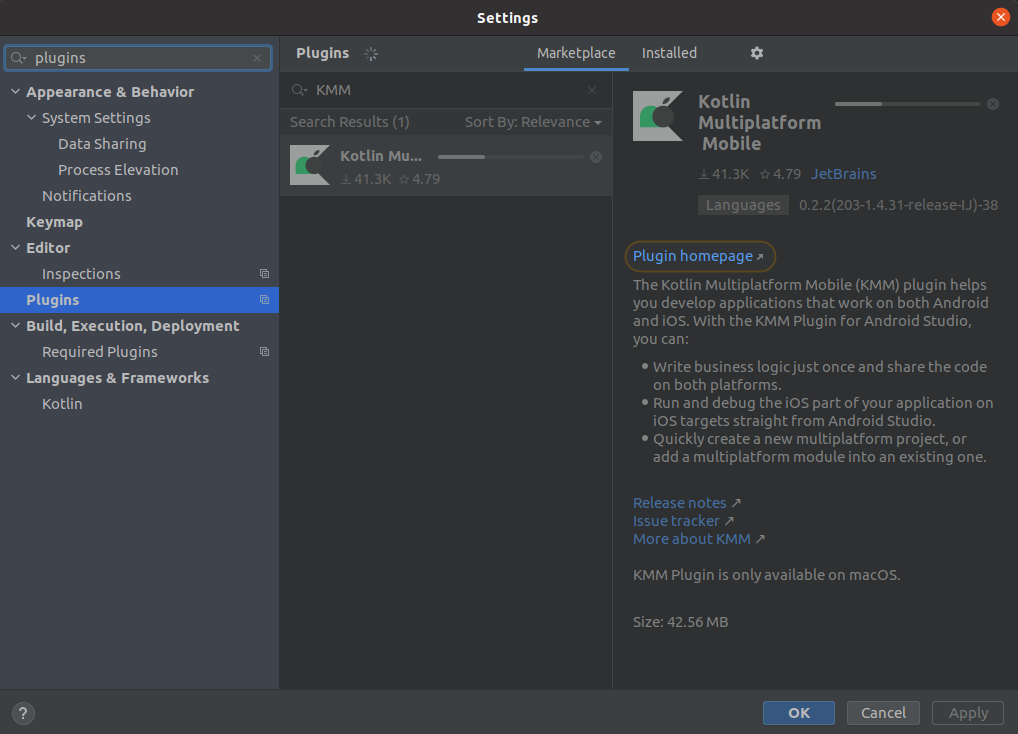 Settings
plugins
Appearance & Behavior
System Settings
Data Sharing
Process Elevation
Notifications
Keymap
Editor
Inspections
Plugins
Build, Execution, Deployment
Required Plugins
Languages & Frameworks
Kotlin
Plugins
Marketplace
Installed
KMM
Search Results (1)
Sort By: Relevance
Kotlin Mu...
41.3K 4.79
Kotlin
Multiplatform
Mobile
41.3K 4.79 JetBrains
Languages 0.2.2(203-1.4.31-release-IJ)-38
Plugin homepage ↗
The Kotlin Multiplatform Mobile (KMM) plugin helps
you develop applications that work on both Android
and iOS. With the KMM Plugin for Android Studio,
you can:
• Write business logic just once and share the code
on both platforms.
• Run and debug the iOS part of your application on
iOS targets straight from Android Studio.
• Quickly create a new multiplatform project, or
add a multiplatform module into an existing one.
Release notes ↗
Issue tracker ↗
More about KMM ↗
KMM Plugin is only available on macOS.
Size: 42.56 MB
?
OK
Cancel
Apply